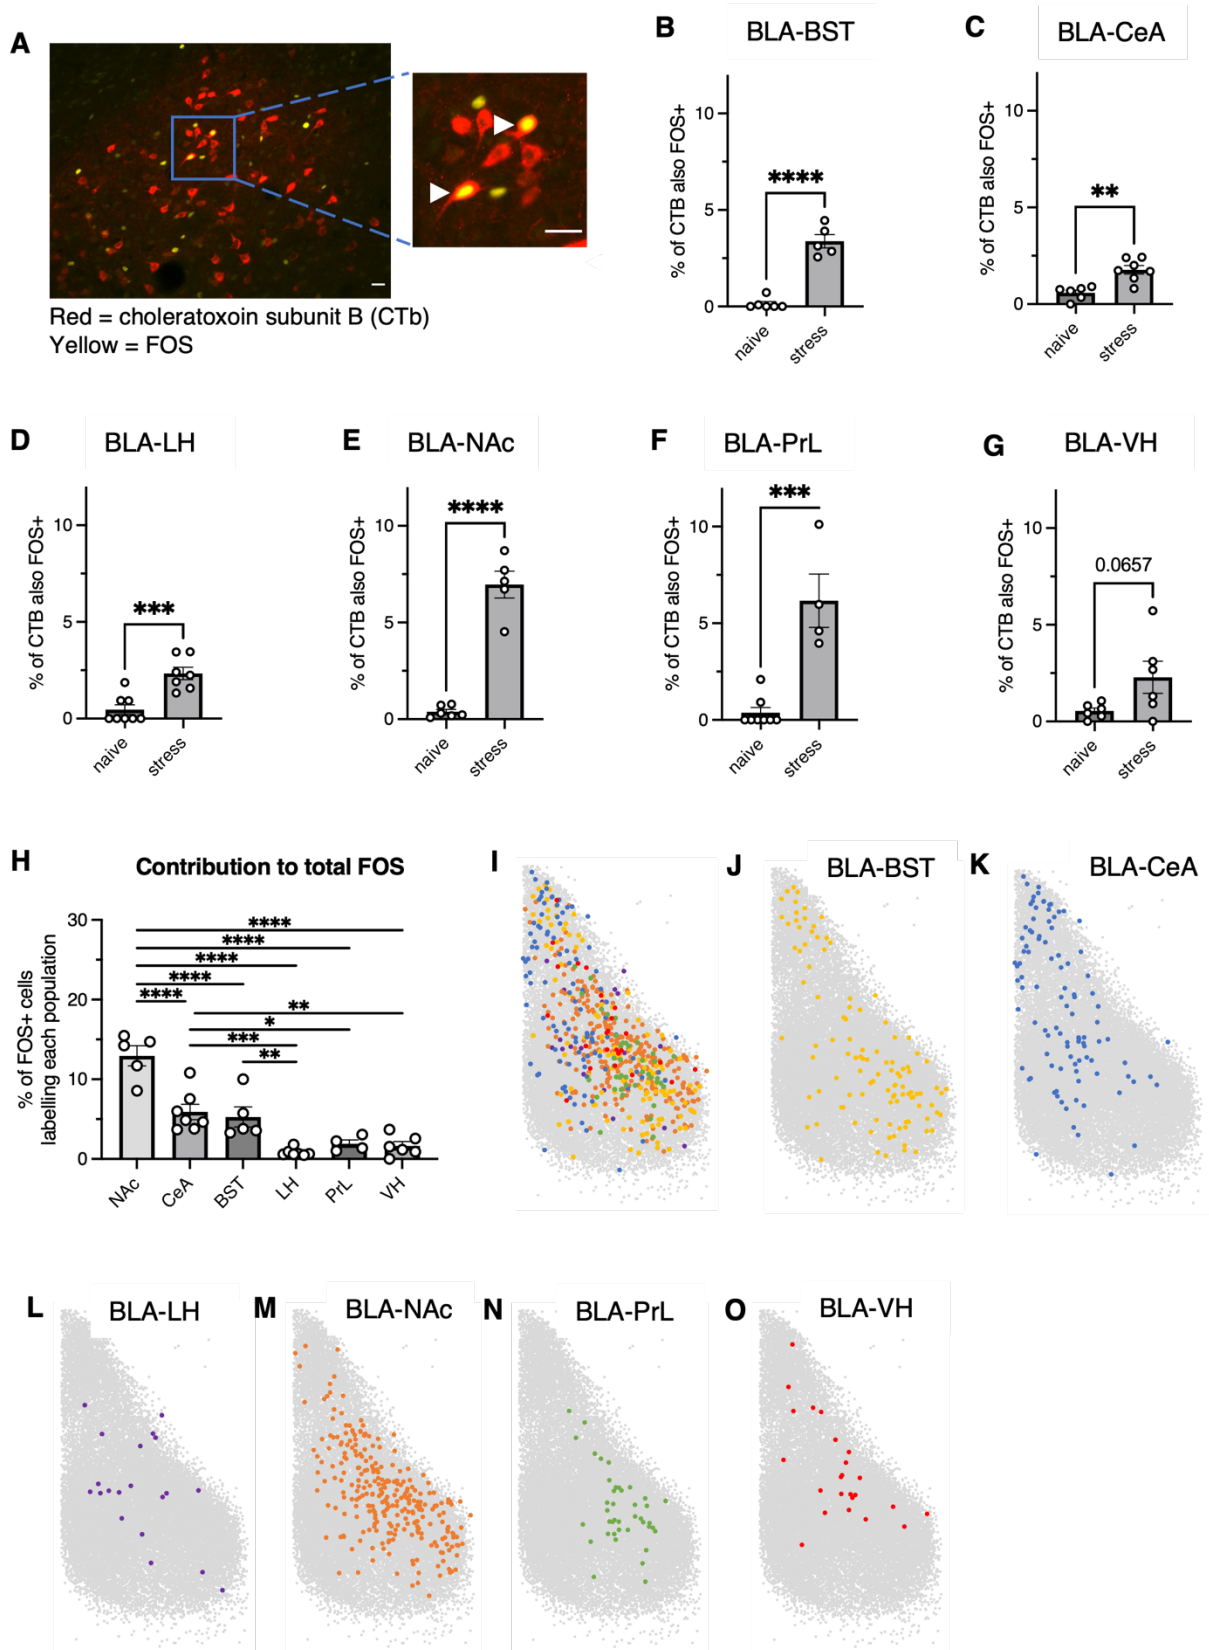 A
Red = choleratoxoin subunit B (CTb)
Yellow = FOS
B
BLA-BST
% of CTB also FOS+
10
5
0
****
naive
stress
C
BLA-CeA
% of CTB also FOS+
10
5
0
**
naive
stress
D
BLA-LH
% of CTB also FOS+
10
5
0
***
naive
stress
E
BLA-NAc
% of CTB also FOS+
10
5
0
****
naive
stress
F
BLA-PrL
% of CTB also FOS+
10
5
0
***
naive
stress
G
BLA-VH
% of CTB also FOS+
10
5
0
0.0657
naive
stress
H
Contribution to total FOS
% of FOS+ cells
labelling each population
30
20
10
0
****
****
****
****
****
**
*
***
**
NAc
CeA
BST
LH
PrL
VH
I
J
BLA-BST
K
BLA-CeA
L
BLA-LH
M
BLA-NAc
N
BLA-PrL
O
BLA-VH